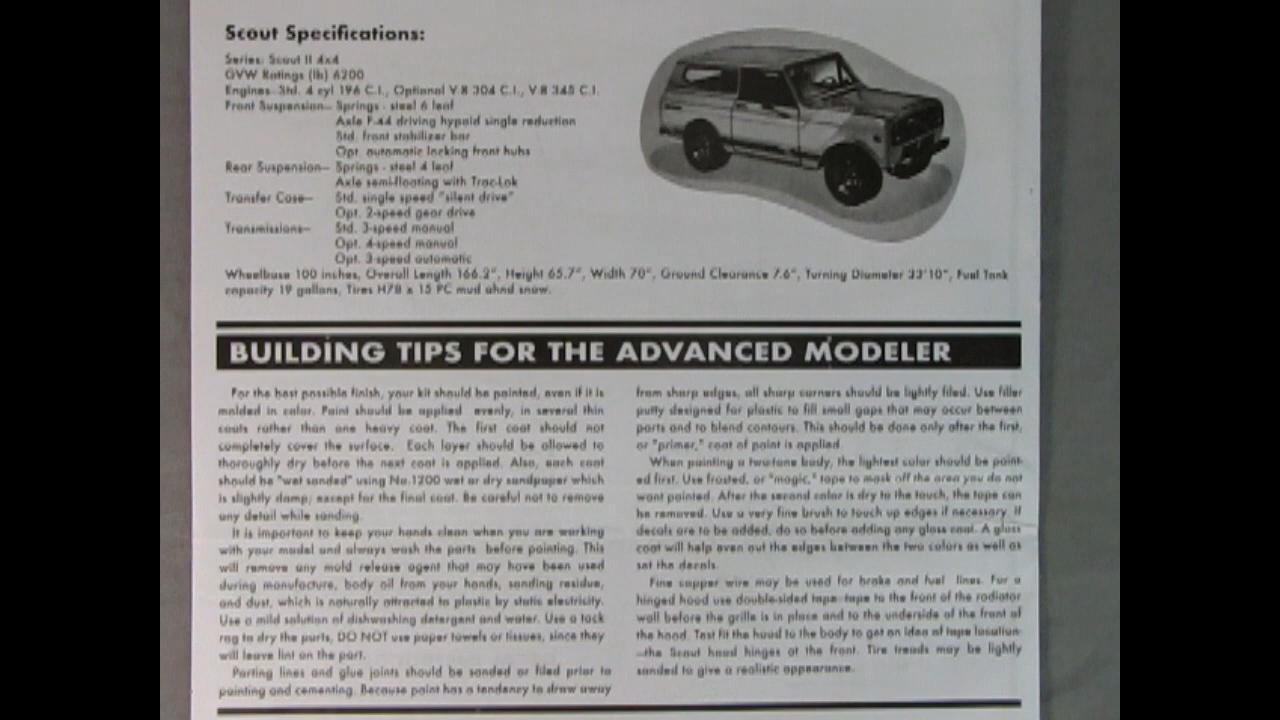 Scout Specifications:
Series: Scout II 4x4
GVW Ratings (lb) 6200
Engines- Std. 4 cyl 196 C.I., Optional V-8 304 C.I., V-8 345 C.I.
Front Suspension— Springs - steel 6 leaf
Axle F-44 driving hypoid single reduction
Std. front stabilizer bar
Opt. automatic locking front hubs
Rear Suspension— Springs - steel 4 leaf
Axle semi-floating with Trac-Lok
Transfer Case— Std. single speed "silent drive"
Opt. 2-speed gear drive
Transmissions— Std. 3-speed manual
Opt. 4-speed manual
Opt. 3-speed automatic
Wheelbase 100 inches, Overall Length 166.2", Height 65.7", Width 70", Ground Clearance 7.6", Turning Diameter 33'10", Fuel Tank
capacity 19 gallons, Tires H78 x 15 PC mud ahnd snow.
BUILDING TIPS FOR THE ADVANCED MODELER
For the best possible finish, your kit should be painted, even if it is
molded in color. Paint should be applied evenly, in several thin
coats rather than one heavy coat. The first coat should not
completely cover the surface. Each layer should be allowed to
thoroughly dry before the next coat is applied. Also, each coat
should be "wet sanded" using No.1200 wet or dry sandpaper which
is slightly damp; except for the final coat. Be careful not to remove
any detail while sanding.
It is important to keep your hands clean when you are working
with your model and always wash the parts before painting. This
will remove any mold release agent that may have been used
during manufacture, body oil from your hands, sanding residue,
and dust, which is naturally attracted to plastic by static electricity.
Use a mild solution of dishwashing detergent and water. Use a tack
rag to dry the parts, DO NOT use paper towels or tissues, since they
will leave lint on the part.
Parting lines and glue joints should be sanded or filed prior to
painting and cementing. Because paint has a tendency to draw away
from sharp edges, all sharp corners should be lightly filed. Use filler
putty designed for plastic to fill small gaps that may occur between
parts and to blend contours. This should be done only after the first,
or "primer," coat of paint is applied.
When painting a two-tone body, the lightest color should be paint-
ed first. Use frosted, or "magic," tape to mask off the area you do not
want painted. After the second color is dry to the touch, the tape can
be removed. Use a very fine brush to touch up edges if necessary. If
decals are to be added, do so before adding any gloss coat. A gloss
coat will help even out the edges between the two colors as well as
set the decals.
Fine copper wire may be used for brake and fuel lines. For a
hinged hood use double-sided tape- tape to the front of the radiator
wall before the grille is in place and to the underside of the front of
the hood. Test fit the hood to the body to get an idea of tape location-
-the Scout hood hinges at the front. Tire treads may be lightly
sanded to give a realistic appearance.